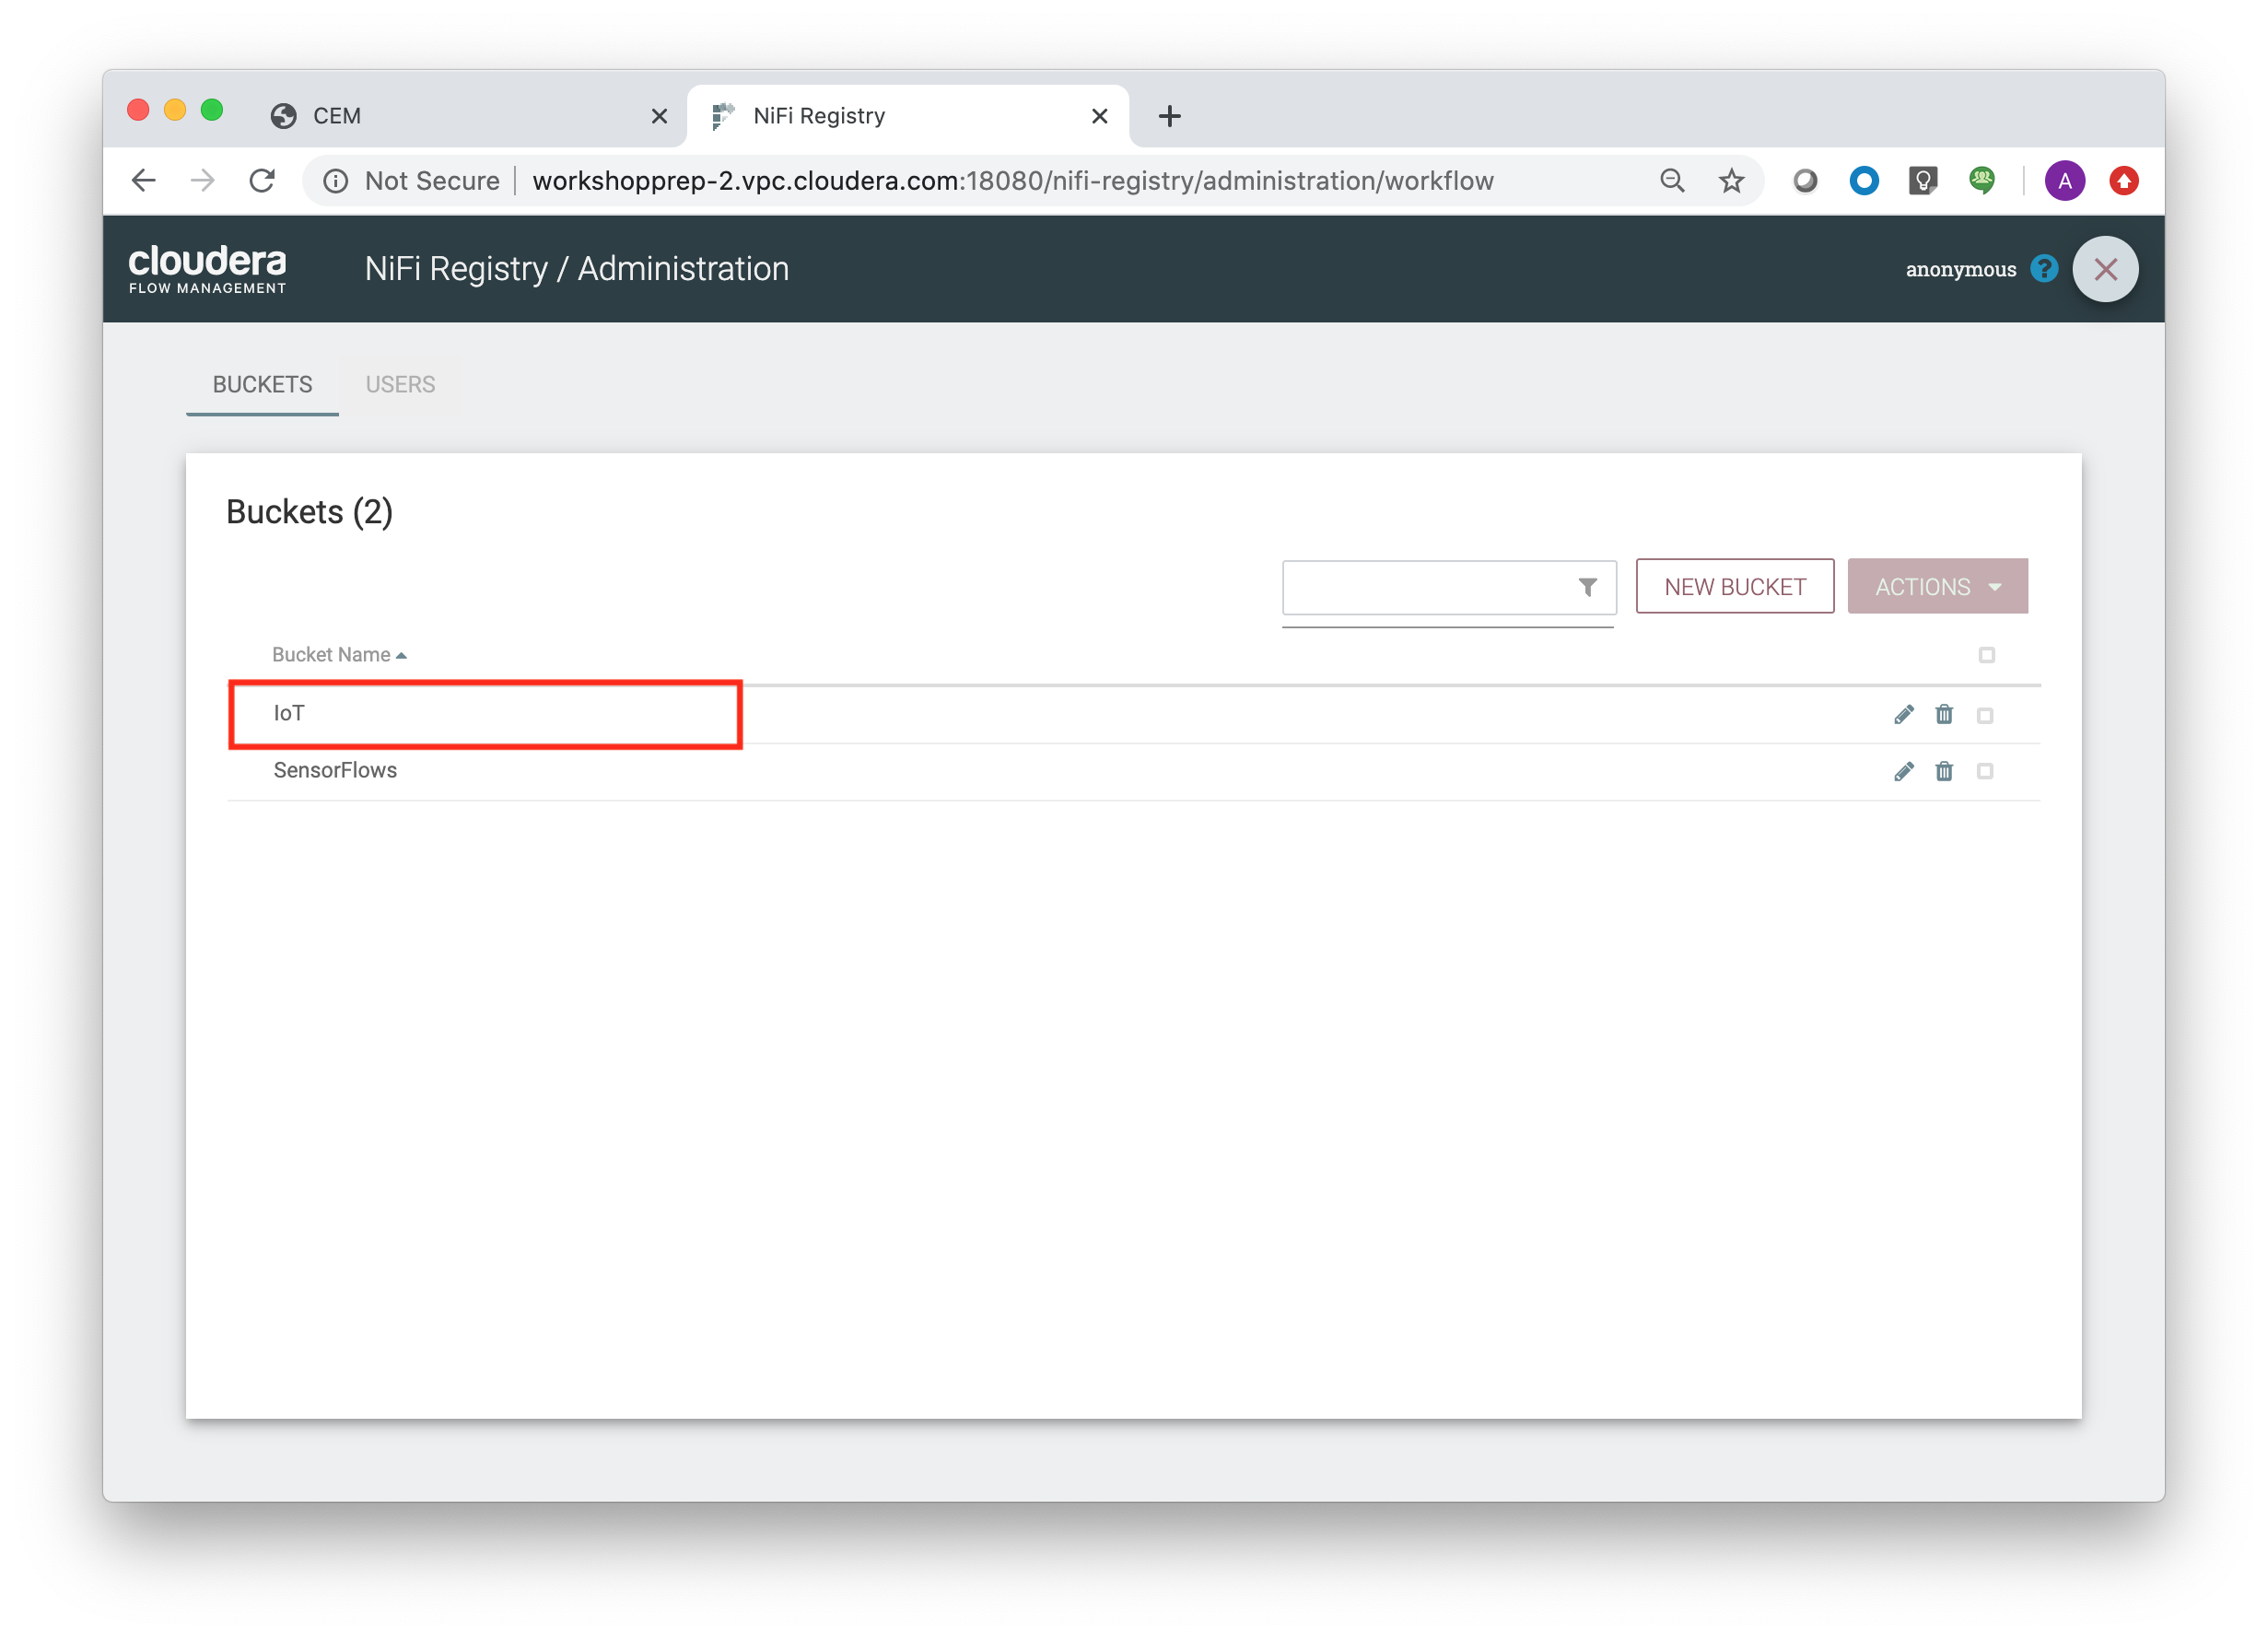 CEM
NiFi Registry
Not Secure | workshopprep-2.vpc.cloudera.com:18080/nifi-registry/administration/workflow
A
cloudera
FLOW MANAGEMENT
NiFi Registry / Administration
anonymous ?
BUCKETS USERS
Buckets (2)
NEW BUCKET ACTIONS
Bucket Name
IoT
SensorFlows